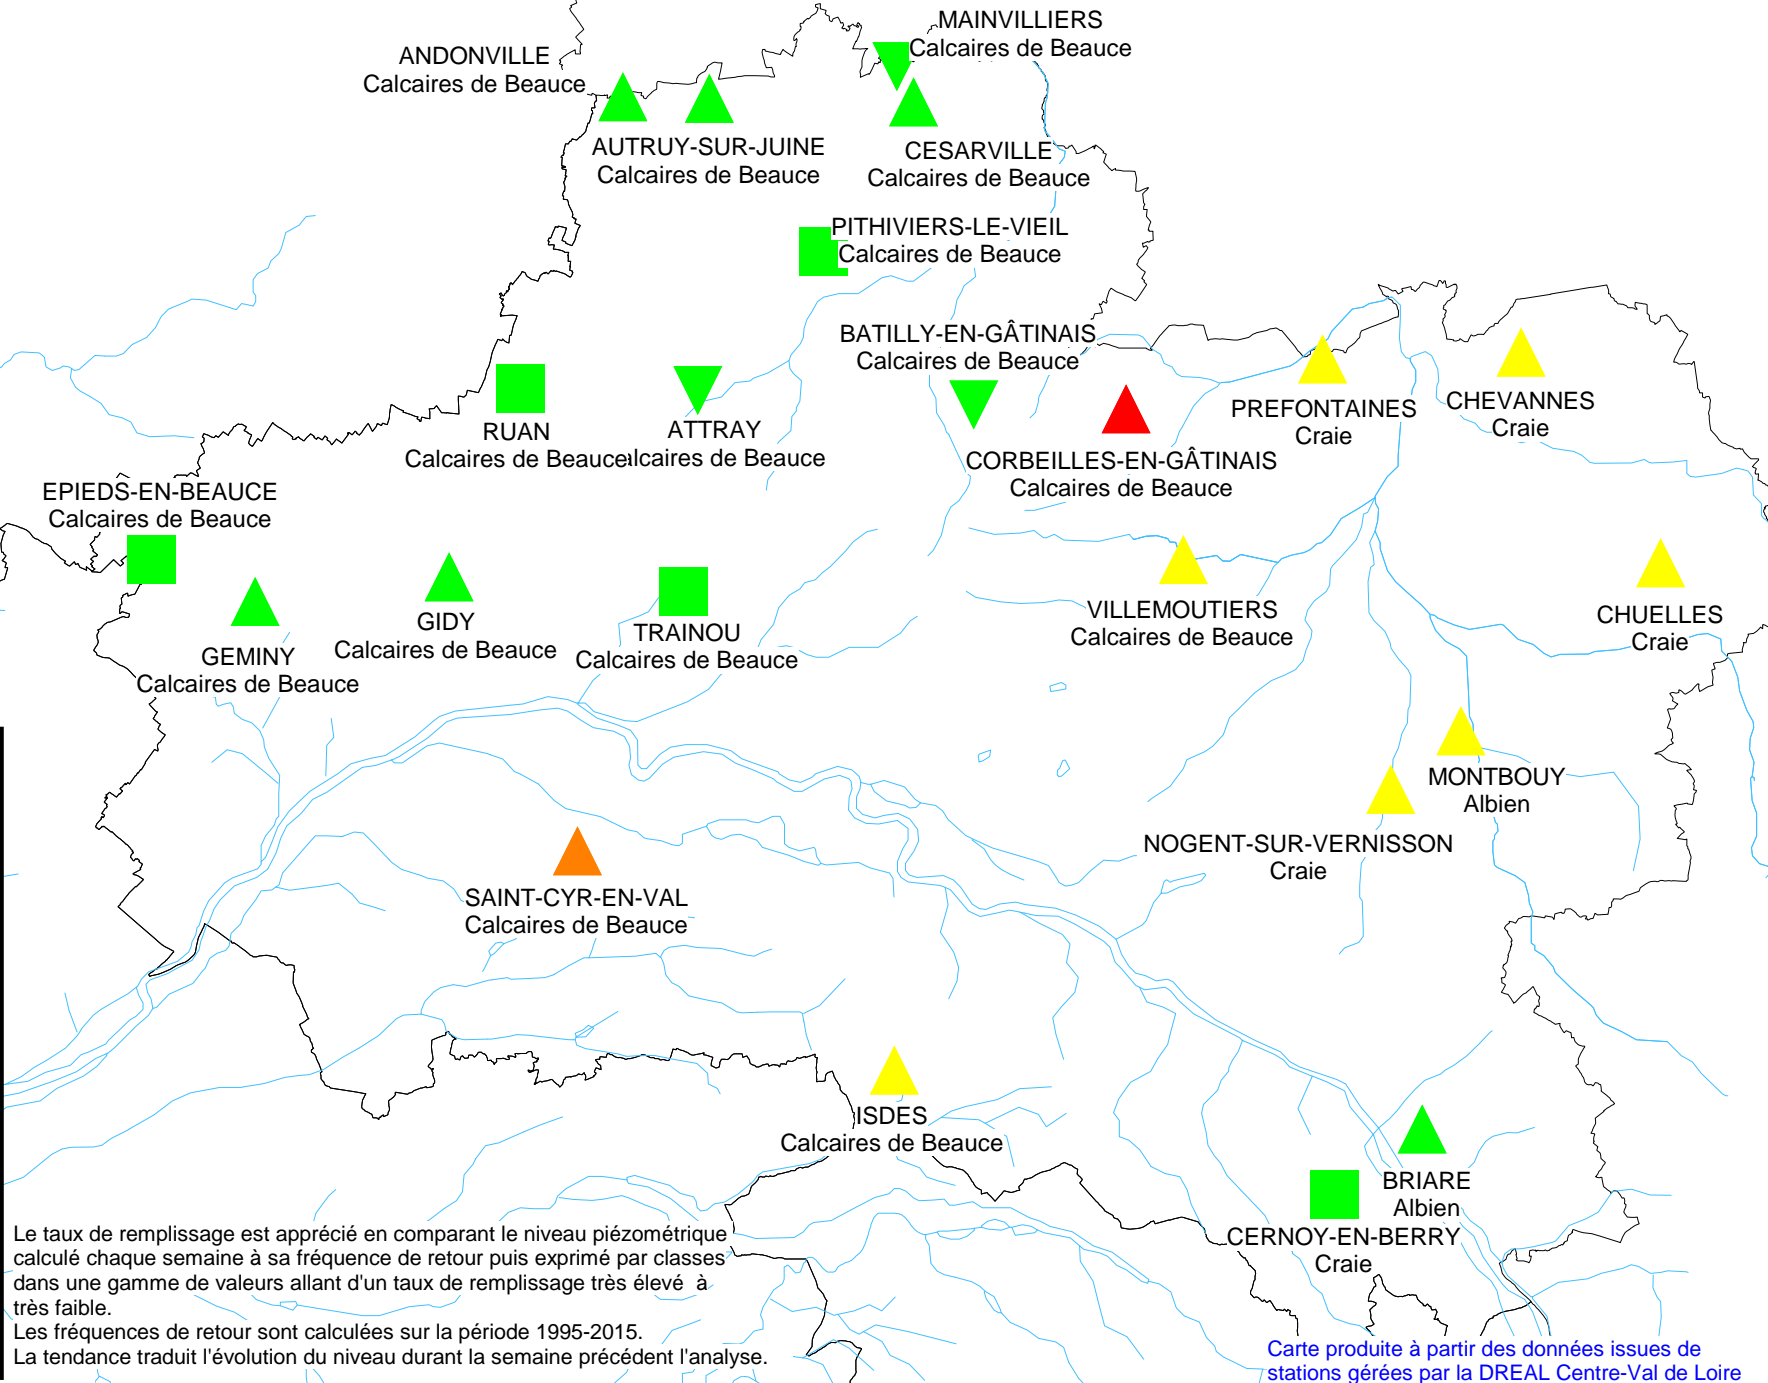 MAINVILLIERS
Calcaires de Beauce
ANDONVILLE
Calcaires de Beauce
AUTRUY-SUR-JUINE
Calcaires de Beauce
CESARVILLE
Calcaires de Beauce
PITHIVIERS-LE-VIEIL
Calcaires de Beauce
BATILLY-EN-GÂTINAIS
Calcaires de Beauce
PREFONTAINES
Craie
CHEVANNES
Craie
RUAN
Calcaires de Beauce
ATTRAY
alcaires de Beauce
CORBEILLES-EN-GÂTINAIS
Calcaires de Beauce
EPIEDS-EN-BEAUCE
Calcaires de Beauce
GEMINY
Calcaires de Beauce
GIDY
Calcaires de Beauce
TRAINOU
Calcaires de Beauce
VILLEMOUTIERS
Calcaires de Beauce
CHUELLES
Craie
MONTBOUY
Albien
NOGENT-SUR-VERNISSON
Craie
SAINT-CYR-EN-VAL
Calcaires de Beauce
ISDES
Calcaires de Beauce
BRIARE
Albien
CERNOY-EN-BERRY
Craie
Le taux de remplissage est apprécié en comparant le niveau piézométrique
calculé chaque semaine à sa fréquence de retour puis exprimé par classes
dans une gamme de valeurs allant d'un taux de remplissage très élevé à
très faible.
Les fréquences de retour sont calculées sur la période 1995-2015.
La tendance traduit l'évolution du niveau durant la semaine précédent l'analyse.
Carte produite à partir des données issues de
stations gérées par la DREAL Centre-Val de Loire